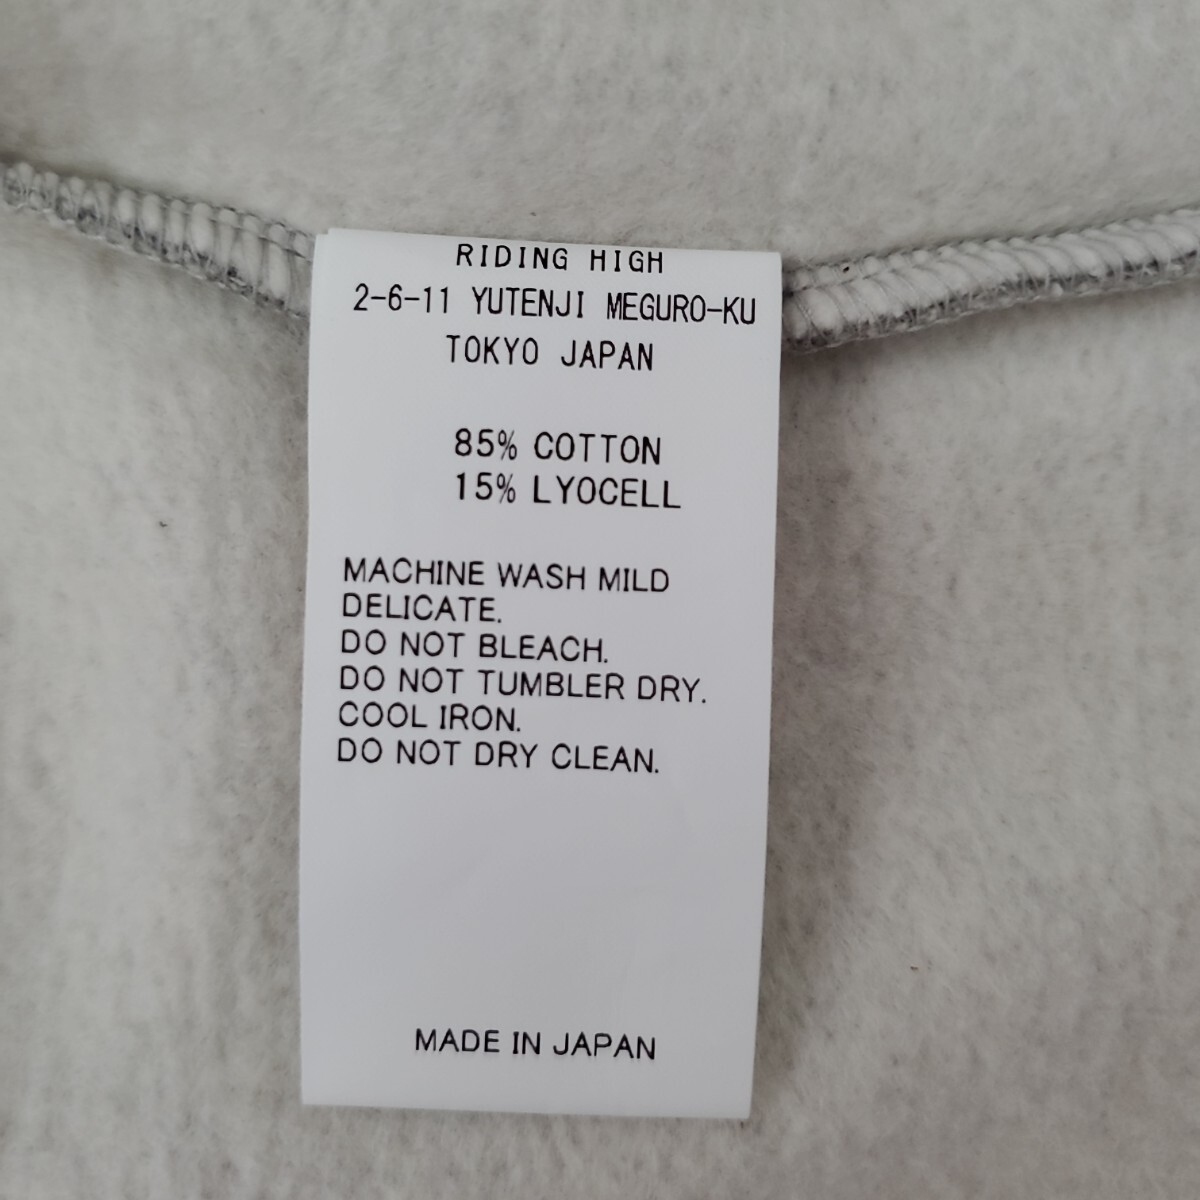 RIDING HIGH
2-6-11 YUTENJI MEGURO-KU
TOKYO JAPAN
85% COTTON
15% LYOCELL
MACHINE WASH MILD
DELICATE.
DO NOT BLEACH.
DO NOT TUMBLER DRY.
COOL IRON.
DO NOT DRY CLEAN.
MADE IN JAPAN